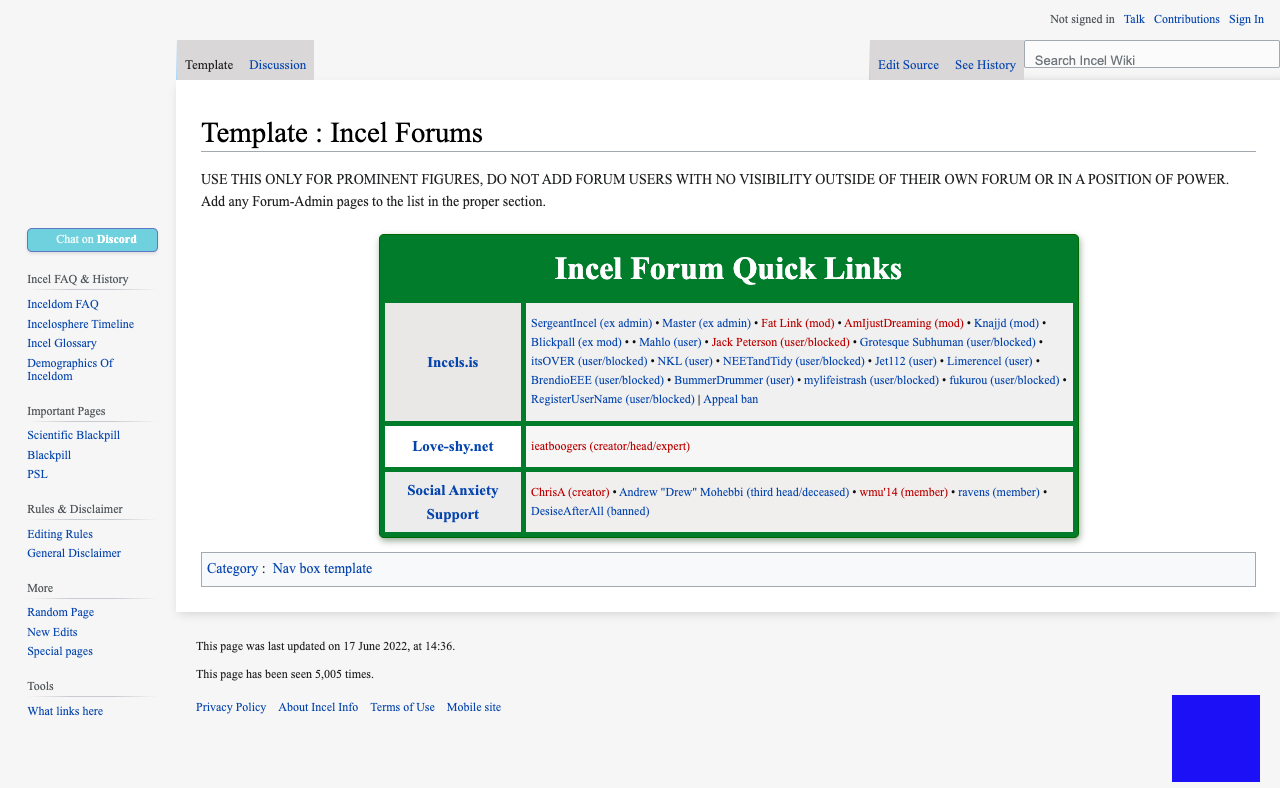 Not signed in Talk Contributions Sign In
Template Discussion Edit Source See History Search Incel Wiki
Template : Incel Forums
USE THIS ONLY FOR PROMINENT FIGURES, DO NOT ADD FORUM USERS WITH NO VISIBILITY OUTSIDE OF THEIR OWN FORUM OR IN A POSITION OF POWER.
Add any Forum-Admin pages to the list in the proper section.
Chat on Discord
Incel FAQ & History
Inceldom FAQ
Incelosphere Timeline
Incel Glossary
Demographics Of
Inceldom
Important Pages
Scientific Blackpill
Blackpill
PSL
Rules & Disclaimer
Editing Rules
General Disclaimer
More
Random Page
New Edits
Special pages
Tools
What links here
Incel Forum Quick Links
Incels.is
SergeantIncel (ex admin) • Master (ex admin) • Fat Link (mod) • AmIjustDreaming (mod) • Knajjd (mod) •
Blickpall (ex mod) • • Mahlo (user) • Jack Peterson (user/blocked) • Grotesque Subhuman (user/blocked) •
itsOVER (user/blocked) • NKL (user) • NEETandTidy (user/blocked) • Jet112 (user) • Limerencel (user) •
BrendioEEE (user/blocked) • BummerDrummer (user) • mylifeistrash (user/blocked) • fukurou (user/blocked) •
RegisterUserName (user/blocked) | Appeal ban
Love-shy.net
ieatboogers (creator/head/expert)
Social Anxiety
Support
ChrisA (creator) • Andrew "Drew" Mohebbi (third head/deceased) • wmu'14 (member) • ravens (member) •
DesiseAfterAll (banned)
Category : Nav box template
This page was last updated on 17 June 2022, at 14:36.
This page has been seen 5,005 times.
Privacy Policy About Incel Info Terms of Use Mobile site